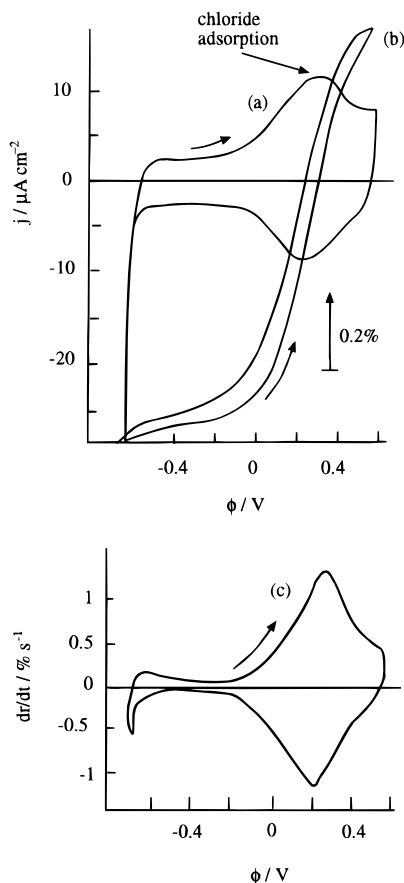 chloride
adsorption
(b)
(a)
10
0
-10
-20
j / μA cm⁻²
0.2%
-0.4 0 0.4
ϕ / V
(c)
1
0.5
0
-0.5
-1
dr/dt / % s⁻¹
-0.4 0 0.4
ϕ / V